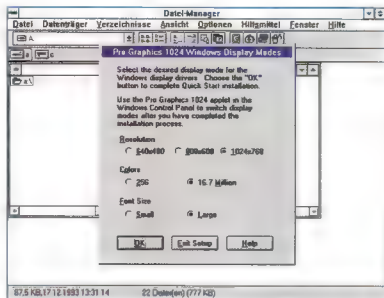 Datei-Manager
Datei Datenträger Verzeichnisse Ansicht Optionen Hilfsmittel Fenster Hilfe
A
Pro Graphics 1024 Windows Display Modes
a c
a:\
Select the desired display mode for the
Windows display drivers. Choose the "OK"
button to complete Quick Start installation.
Use the Pro Graphics 1024 applet in the
Windows Control Panel to switch display
modes after you have completed the
installation process.
Resolution
640x480 800x600 1024x768
Colors
256 16.7 Million
Font Size
Small Large
OK Exit Setup Help
87,5 KB,17.12.1993 13:31:14 22 Datei(en) (777 KB)